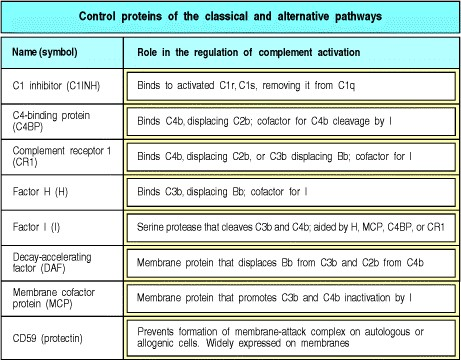 Control proteins of the classical and alternative pathways
Name (symbol)
Role in the regulation of complement activation
C1 inhibitor (C1INH)
Binds to activated C1r, C1s, removing it from C1q
C4-binding protein
(C4BP)
Binds C4b, displacing C2b; cofactor for C4b cleavage by I
Complement receptor 1
(CR1)
Binds C4b, displacing C2b, or C3b displacing Bb; cofactor for I
Factor H (H)
Binds C3b, displacing Bb; cofactor for I
Factor I (I)
Serine protease that cleaves C3b and C4b; aided by H, MCP, C4BP, or CR1
Decay-accelerating
factor (DAF)
Membrane protein that displaces Bb from C3b and C2b from C4b
Membrane cofactor
protein (MCP)
Membrane protein that promotes C3b and C4b inactivation by I
CD59 (protectin)
Prevents formation of membrane-attack complex on autologous or
allogenic cells. Widely expressed on membranes